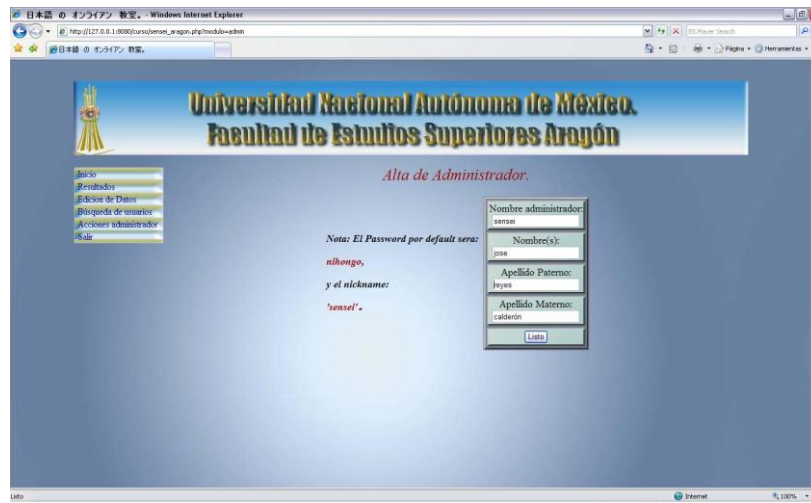 日本語 の オンライアン 教室。 - Windows Internet Explorer
http://127.0.0.1:8080/curso/sensei_aragon.php?modulo=admin
BS.Player Search
日本語 の オンライアン 教室。
Página
Herramientas
Universidad Nacional Autónoma de México.
Facultad de Estudios Superiores Aragón
Inicio
Resultados
Edicion de Datos
Búsqueda de usuarios
Acciones administrador
Salir
Alta de Administrador.
Nota: El Password por default sera:
nihongo,
y el nickname:
'sensei'。
Nombre administrador:
sensei
Nombre(s):
jose
Apellido Paterno:
reyes
Apellido Materno:
calderón
Listo
Listo
Internet
100%